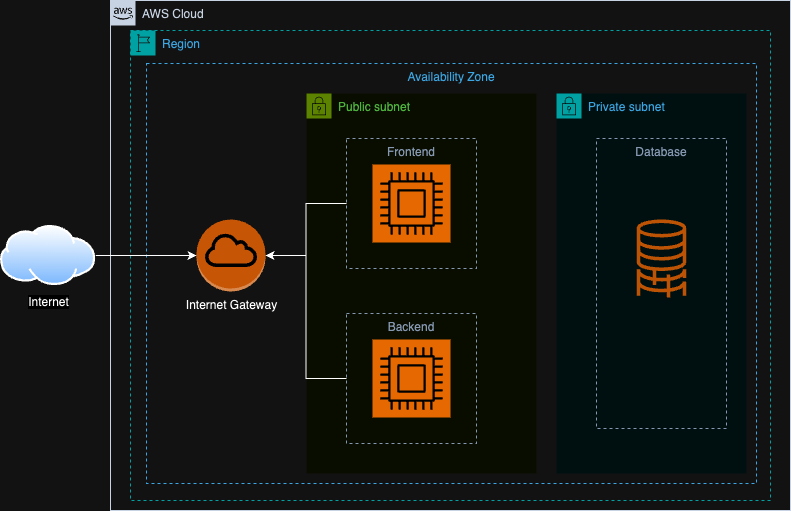 aws
AWS Cloud
Region
Availability Zone
Public subnet
Private subnet
Frontend
Database
Internet
Internet Gateway
Backend